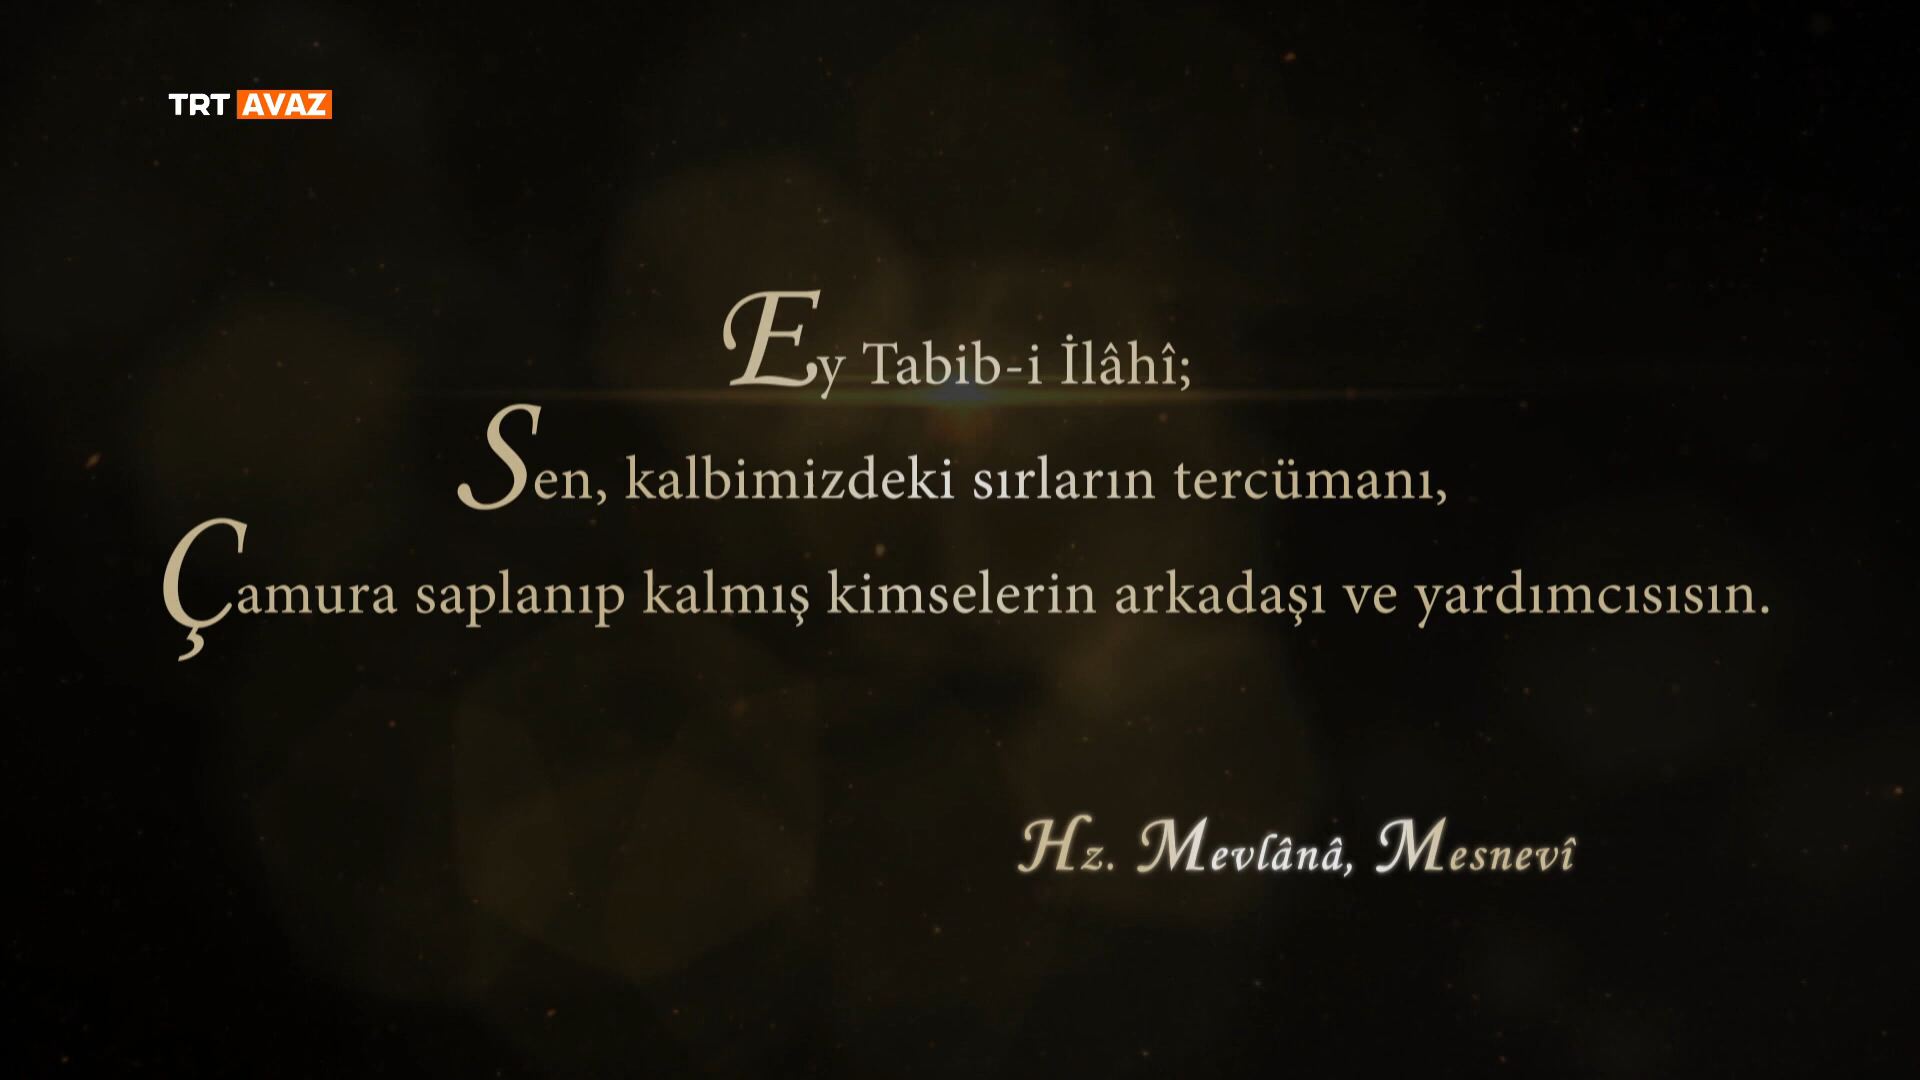 TRT AVAZ
Ey Tabib-i İlâhî;
Sen, kalbimizdeki sırların tercümanı,
Çamura saplanıp kalmış kimselerin arkadaşı ve yardımcısısın.
Hz. Mevlânâ, Mesnevî